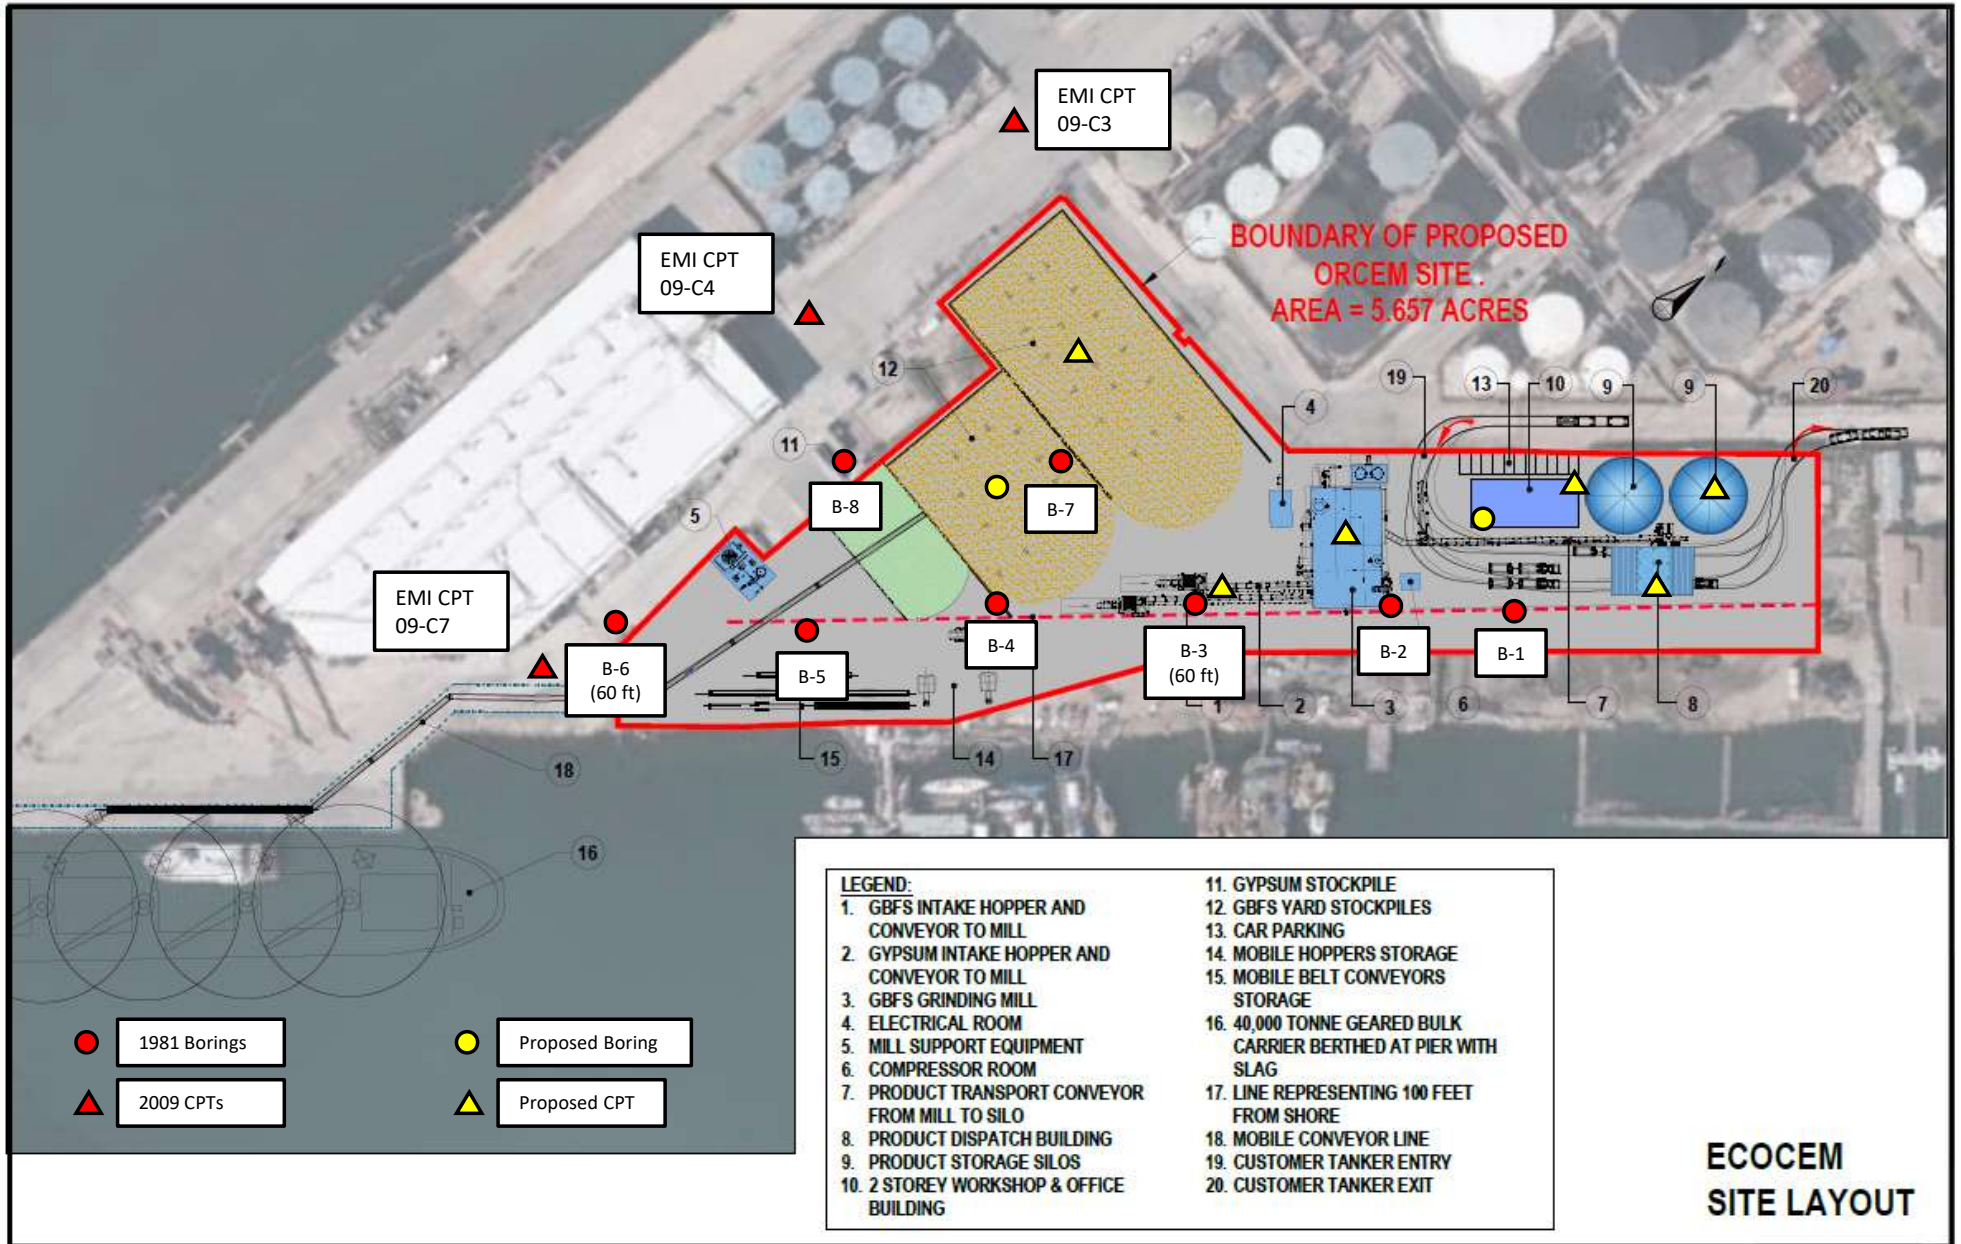 EMI CPT
09-C3
EMI CPT
09-C4
BOUNDARY OF PROPOSED
ORCEM SITE .
AREA = 5.657 ACRES
12
19
13
10
9
9
20
4
11
5
B-8
B-7
EMI CPT
09-C7
B-6
(60 ft)
B-5
B-4
B-3
(60 ft)
B-2
B-1
1
2
3
6
7
8
15
14
17
18
16
1981 Borings
Proposed Boring
2009 CPTs
Proposed CPT
LEGEND:
1. GBFS INTAKE HOPPER AND
CONVEYOR TO MILL
2. GYPSUM INTAKE HOPPER AND
CONVEYOR TO MILL
3. GBFS GRINDING MILL
4. ELECTRICAL ROOM
5. MILL SUPPORT EQUIPMENT
6. COMPRESSOR ROOM
7. PRODUCT TRANSPORT CONVEYOR
FROM MILL TO SILO
8. PRODUCT DISPATCH BUILDING
9. PRODUCT STORAGE SILOS
10. 2 STOREY WORKSHOP & OFFICE
BUILDING
11. GYPSUM STOCKPILE
12. GBFS YARD STOCKPILES
13. CAR PARKING
14. MOBILE HOPPERS STORAGE
15. MOBILE BELT CONVEYORS
STORAGE
16. 40,000 TONNE GEARED BULK
CARRIER BERTHED AT PIER WITH
SLAG
17. LINE REPRESENTING 100 FEET
FROM SHORE
18. MOBILE CONVEYOR LINE
19. CUSTOMER TANKER ENTRY
20. CUSTOMER TANKER EXIT
ECOCEM
SITE LAYOUT